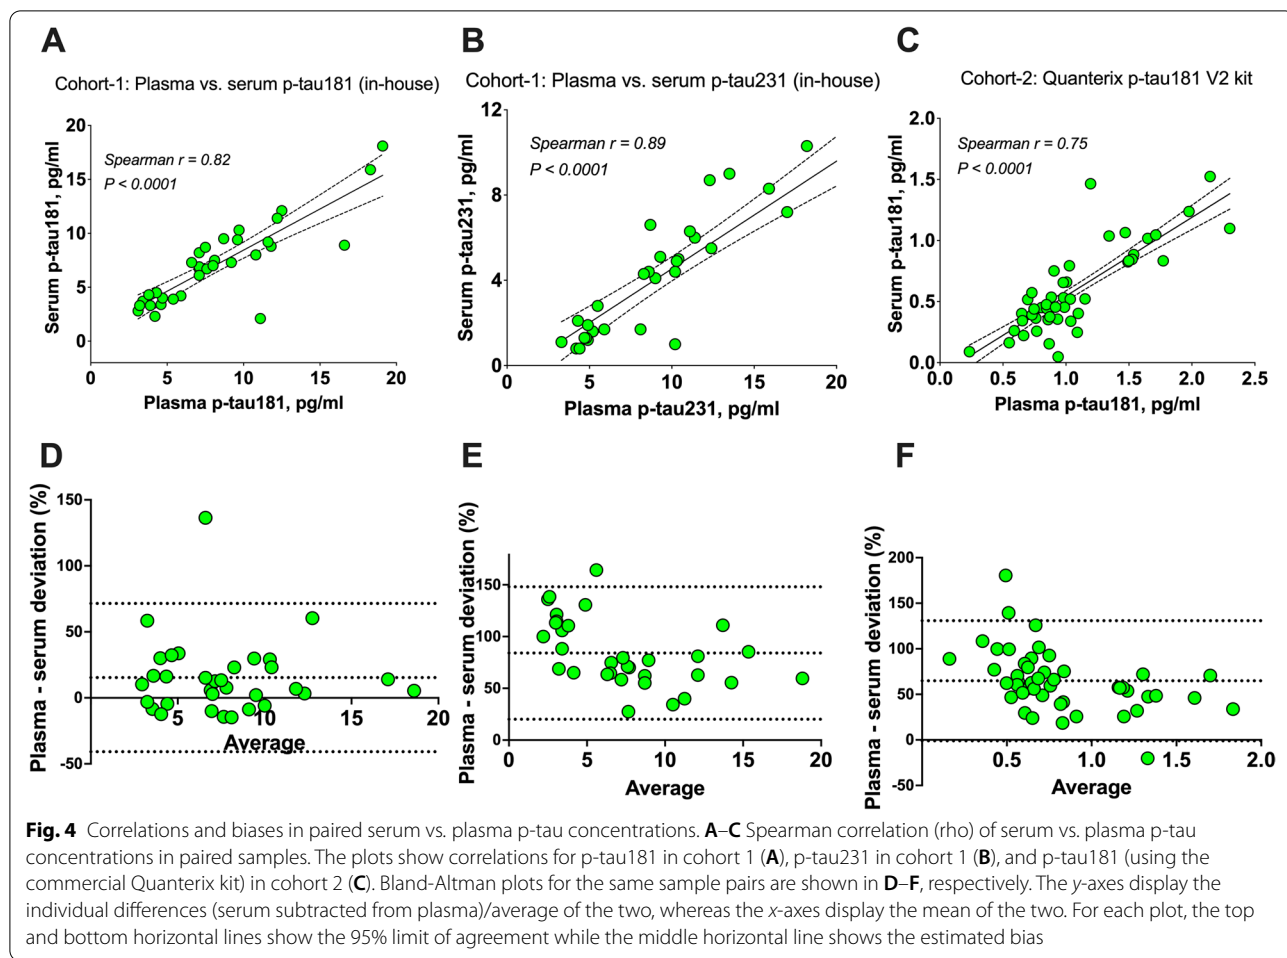 A
B
C
Cohort-1: Plasma vs. serum p-tau181 (in-house)
Cohort-1: Plasma vs. serum p-tau231 (in-house)
Cohort-2: Quanterix p-tau181 V2 kit
Serum p-tau181, pg/ml
20
15
10
5
0
Spearman r = 0.82
P < 0.0001
0 5 10 15 20
Plasma p-tau181, pg/ml
Serum p-tau231, pg/ml
12
8
4
0
Spearman r = 0.89
P < 0.0001
0 5 10 15 20
Plasma p-tau231, pg/ml
Serum p-tau181, pg/ml
2.0
1.5
1.0
0.5
0.0
Spearman r = 0.75
P < 0.0001
0.0 0.5 1.0 1.5 2.0 2.5
Plasma p-tau181, pg/ml
D
E
F
Plasma - serum deviation (%)
150
100
50
0
-50
5 10 15 20
Average
Plasma - serum deviation (%)
150
100
50
0
0 5 10 15 20
Average
Plasma - serum deviation (%)
200
150
100
50
0
-50
0.5 1.0 1.5 2.0
Average
Fig. 4 Correlations and biases in paired serum vs. plasma p-tau concentrations. A–C Spearman correlation (rho) of serum vs. plasma p-tau
concentrations in paired samples. The plots show correlations for p-tau181 in cohort 1 (A), p-tau231 in cohort 1 (B), and p-tau181 (using the
commercial Quanterix kit) in cohort 2 (C). Bland-Altman plots for the same sample pairs are shown in D–F, respectively. The y-axes display the
individual differences (serum subtracted from plasma)/average of the two, whereas the x-axes display the mean of the two. For each plot, the top
and bottom horizontal lines show the 95% limit of agreement while the middle horizontal line shows the estimated bias